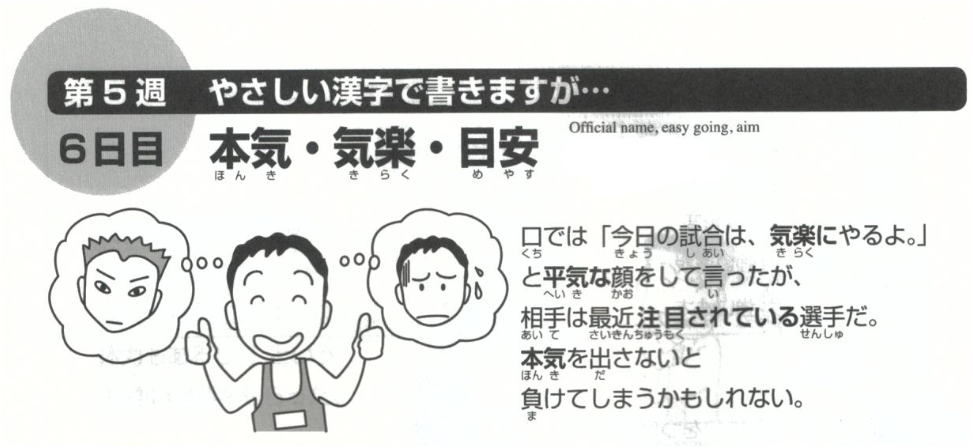 第5週 やさしい漢字で書きますが…
6日目 本気・気楽・目安 Official name, easy going, aim
ほんき きらく めやす
口では「今日の試合は、気楽にやるよ。」
くち きょう しあい きらく
と平気な顔をして言ったが、
へいき かお い
相手は最近注目されている選手だ。
あいて さいきんちゅうもく せんしゅ
本気を出さないと
ほんき だ
負けてしまうかもしれない。
ま